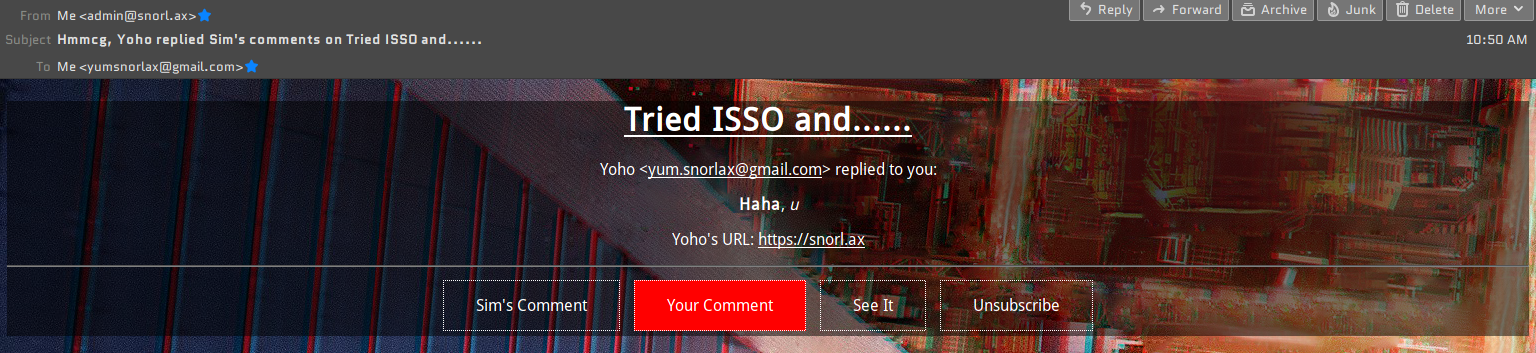 From Me <admin@snorl.ax> Reply Forward Archive Junk Delete More
Subject Hmmcg, Yoho replied Sim's comments on Tried ISSO and...... 10:50 AM
To Me <yumsnorlax@gmail.com>
Tried ISSO and......
Yoho <yum.snorlax@gmail.com> replied to you:
Haha, u
Yoho's URL: https://snorl.ax
Sim's Comment Your Comment See It Unsubscribe